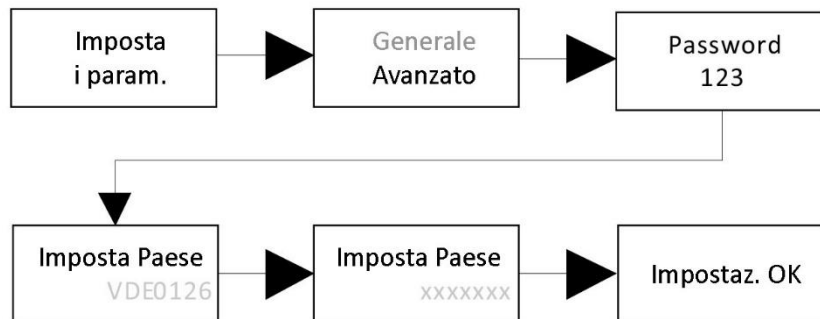 Imposta
i param.
Generale
Avanzato
Password
123
Imposta Paese
VDE0126
Imposta Paese
xxxxxxx
Impostaz. OK